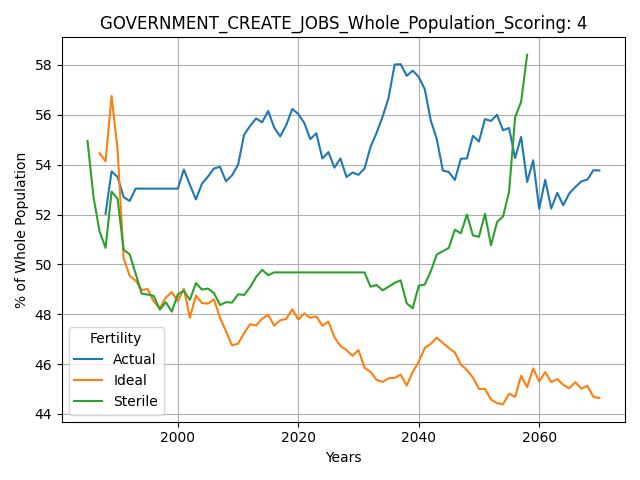 GOVERNMENT_CREATE_JOBS_Whole_Population_Scoring: 4
58
56
54
52
50
48
46
44
% of Whole Population
Fertility
Actual
Ideal
Sterile
2000 2020 2040 2060
Years